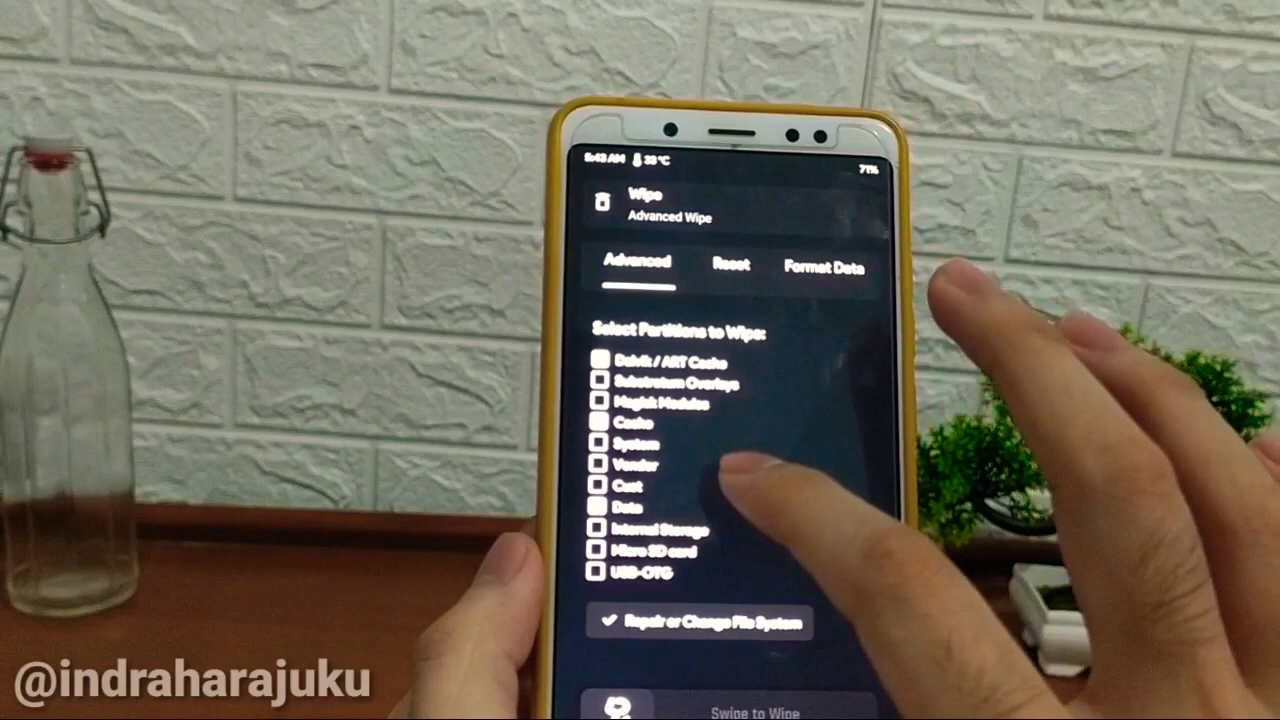 8:43 AM 33 °C 71%
Wipe
Advanced Wipe
Advanced Reset Format Data
Select Partitions to Wipe:
Dalvik / ART Cache
Substratum Overlays
Magisk Modules
Cache
System
Vendor
Cust
Data
Internal Storage
Micro SD card
USB-OTG
Repair or Change File System
Swipe to Wipe
@indraharajuku